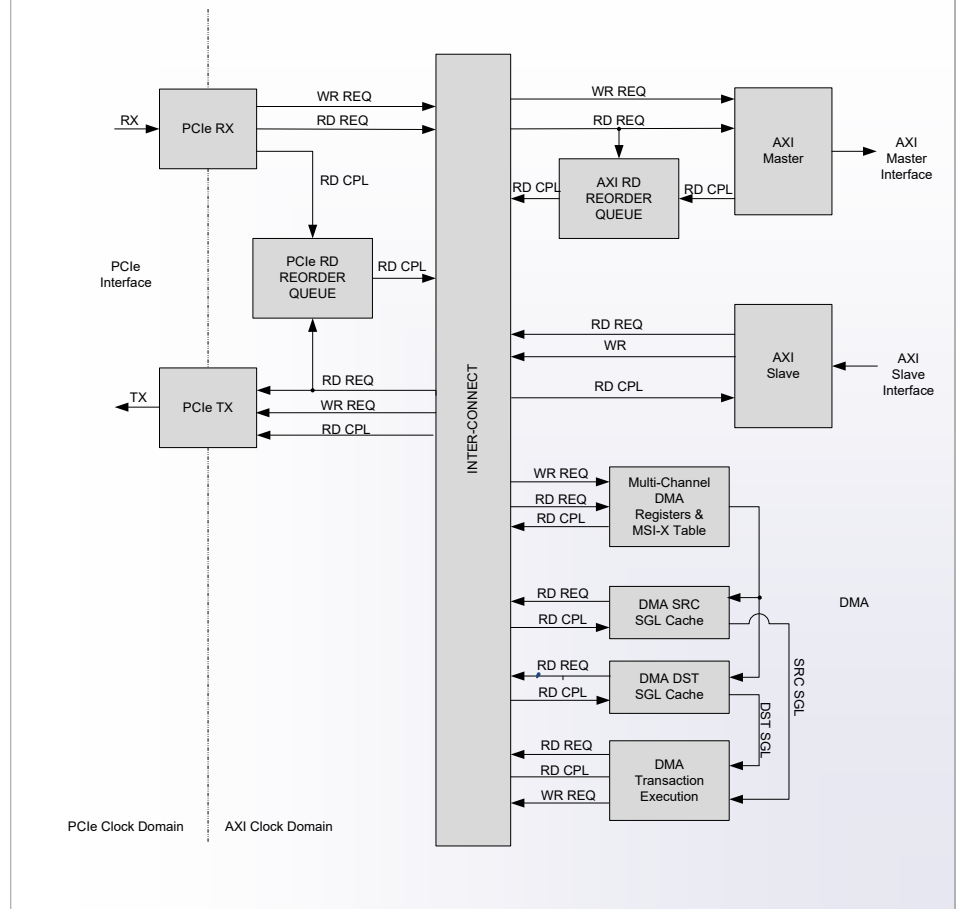 WR REQ
RX
PCIe RX
RD REQ
RD CPL
PCIe
Interface
PCIe RD
REORDER
QUEUE
RD CPL
RD REQ
TX
PCIe TX
WR REQ
RD CPL
PCIe Clock Domain
AXI Clock Domain
INTER-CONNECT
WR REQ
RD REQ
AXI
Master
AXI
Master
Interface
RD CPL
AXI RD
REORDER
QUEUE
RD CPL
RD REQ
WR
RD CPL
AXI
Slave
AXI
Slave
Interface
WR REQ
RD REQ
RD CPL
Multi-Channel
DMA
Registers &
MSI-X Table
RD REQ
RD CPL
DMA SRC
SGL Cache
DMA
RD REQ
RD CPL
DMA DST
SGL Cache
SRC SGL
DST SGL
RD REQ
RD CPL
WR REQ
DMA
Transaction
Execution